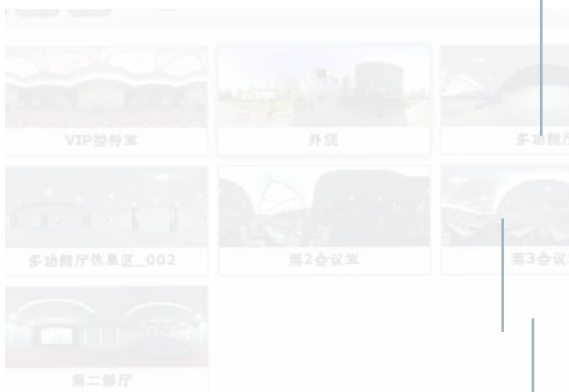 VIP接待室
外观
多功能厅
多功能厅休息区_002
第2会议室
第3会议
第二影厅